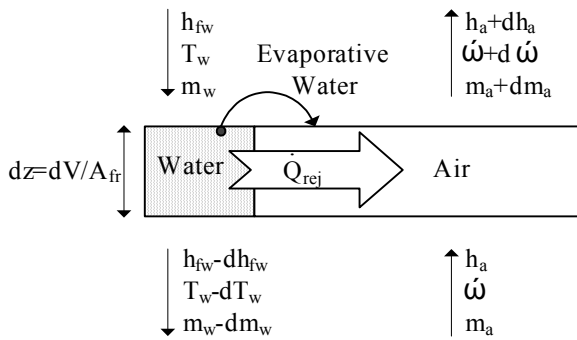 h_fw
T_w
m_w
Evaporative
Water
h_a+dh_a
ώ+d ώ
m_a+dm_a
dz=dV/A_fr
Water
Q̇_rej
Air
h_fw-dh_fw
T_w-dT_w
m_w-dm_w
h_a
ώ
m_a